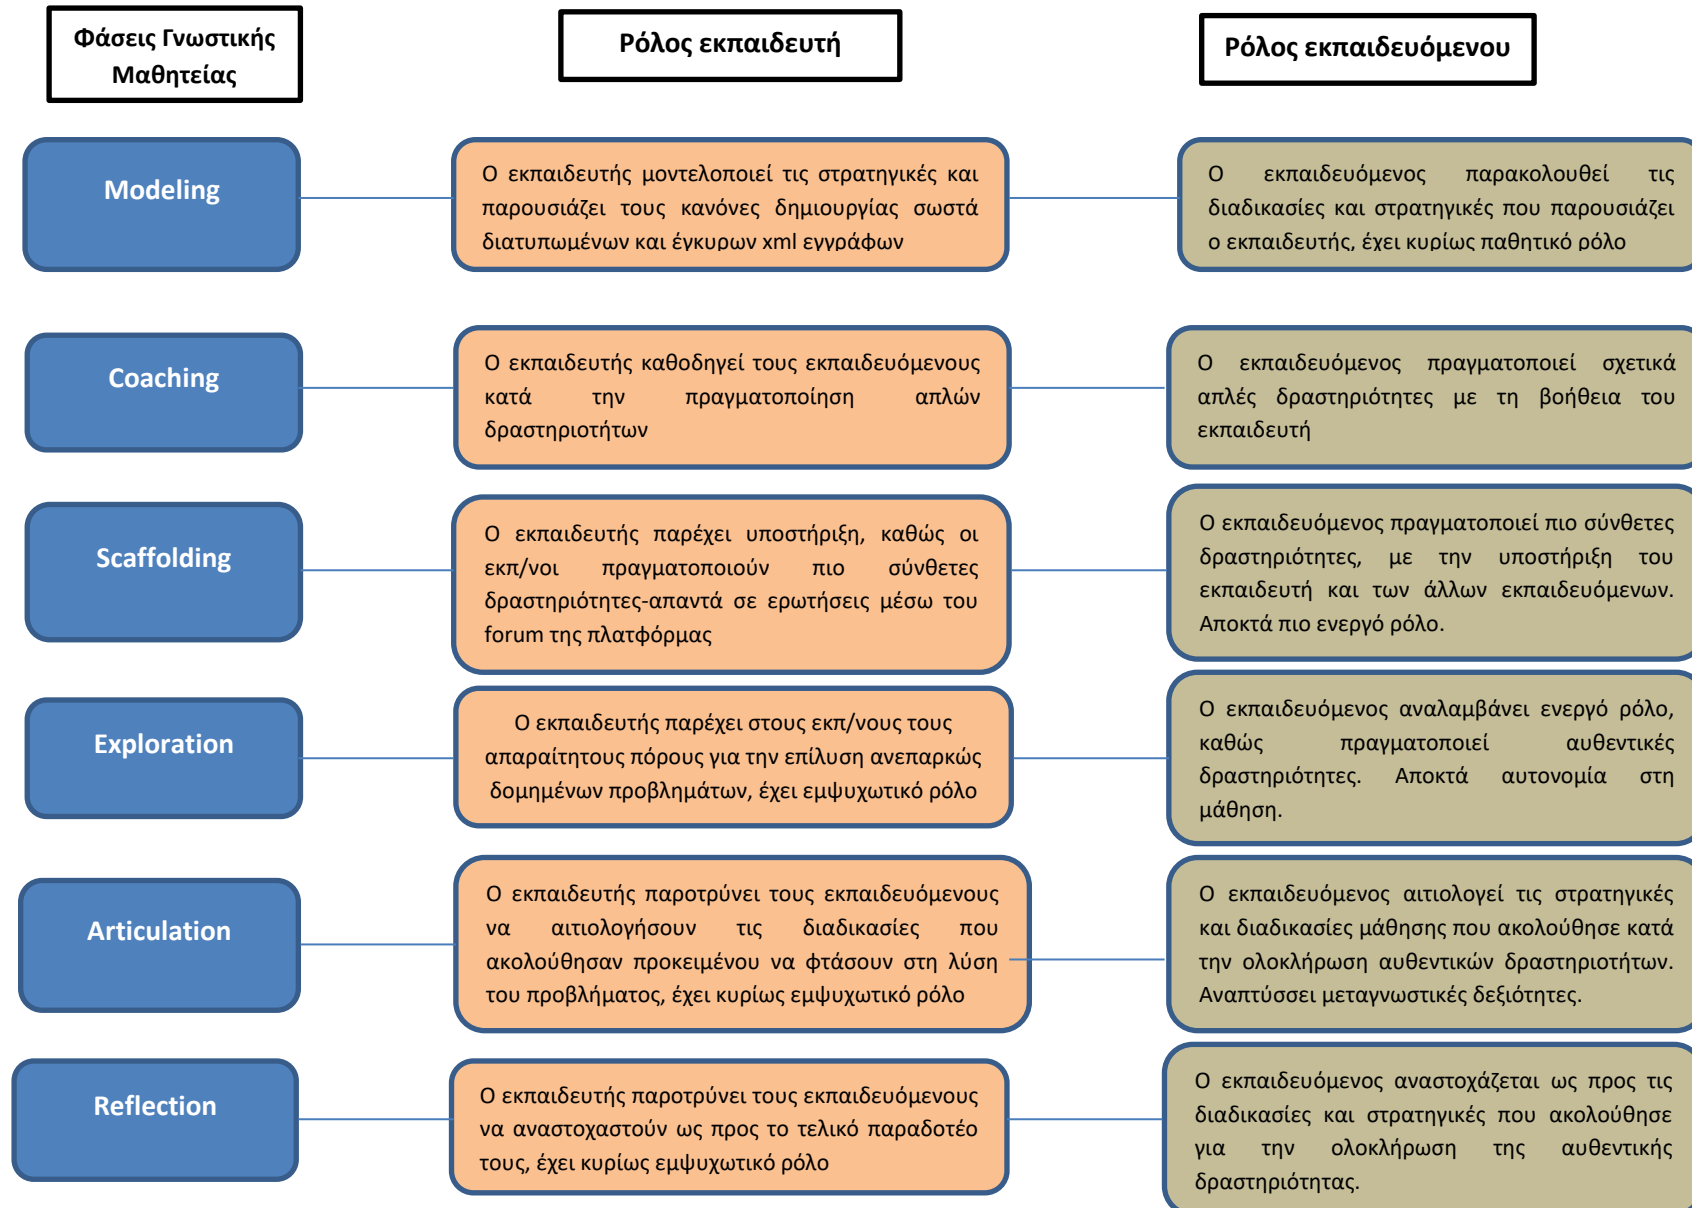 Φάσεις Γνωστικής
Μαθητείας
Ρόλος εκπαιδευτή
Ρόλος εκπαιδευόμενου
Modeling
Ο εκπαιδευτής μοντελοποιεί τις στρατηγικές και
παρουσιάζει τους κανόνες δημιουργίας σωστά
διατυπωμένων και έγκυρων xml εγγράφων
Ο εκπαιδευόμενος παρακολουθεί τις
διαδικασίες και στρατηγικές που παρουσιάζει
ο εκπαιδευτής, έχει κυρίως παθητικό ρόλο
Coaching
Ο εκπαιδευτής καθοδηγεί τους εκπαιδευόμενους
κατά την πραγματοποίηση απλών
δραστηριοτήτων
Ο εκπαιδευόμενος πραγματοποιεί σχετικά
απλές δραστηριότητες με τη βοήθεια του
εκπαιδευτή
Scaffolding
Ο εκπαιδευτής παρέχει υποστήριξη, καθώς οι
εκπ/νοι πραγματοποιούν πιο σύνθετες
δραστηριότητες-απαντά σε ερωτήσεις μέσω του
forum της πλατφόρμας
Ο εκπαιδευόμενος πραγματοποιεί πιο σύνθετες
δραστηριότητες, με την υποστήριξη του
εκπαιδευτή και των άλλων εκπαιδευόμενων.
Αποκτά πιο ενεργό ρόλο.
Exploration
Ο εκπαιδευτής παρέχει στους εκπ/νους τους
απαραίτητους πόρους για την επίλυση ανεπαρκώς
δομημένων προβλημάτων, έχει εμψυχωτικό ρόλο
Ο εκπαιδευόμενος αναλαμβάνει ενεργό ρόλο,
καθώς πραγματοποιεί αυθεντικές
δραστηριότητες. Αποκτά αυτονομία στη
μάθηση.
Articulation
Ο εκπαιδευτής παροτρύνει τους εκπαιδευόμενους
να αιτιολογήσουν τις διαδικασίες που
ακολούθησαν προκειμένου να φτάσουν στη λύση
του προβλήματος, έχει κυρίως εμψυχωτικό ρόλο
Ο εκπαιδευόμενος αιτιολογεί τις στρατηγικές
και διαδικασίες μάθησης που ακολούθησε κατά
την ολοκλήρωση αυθεντικών δραστηριοτήτων.
Αναπτύσσει μεταγνωστικές δεξιότητες.
Reflection
Ο εκπαιδευτής παροτρύνει τους εκπαιδευόμενους
να αναστοχαστούν ως προς το τελικό παραδοτέο
τους, έχει κυρίως εμψυχωτικό ρόλο
Ο εκπαιδευόμενος αναστοχάζεται ως προς τις
διαδικασίες και στρατηγικές που ακολούθησε
για την ολοκλήρωση της αυθεντικής
δραστηριότητας.